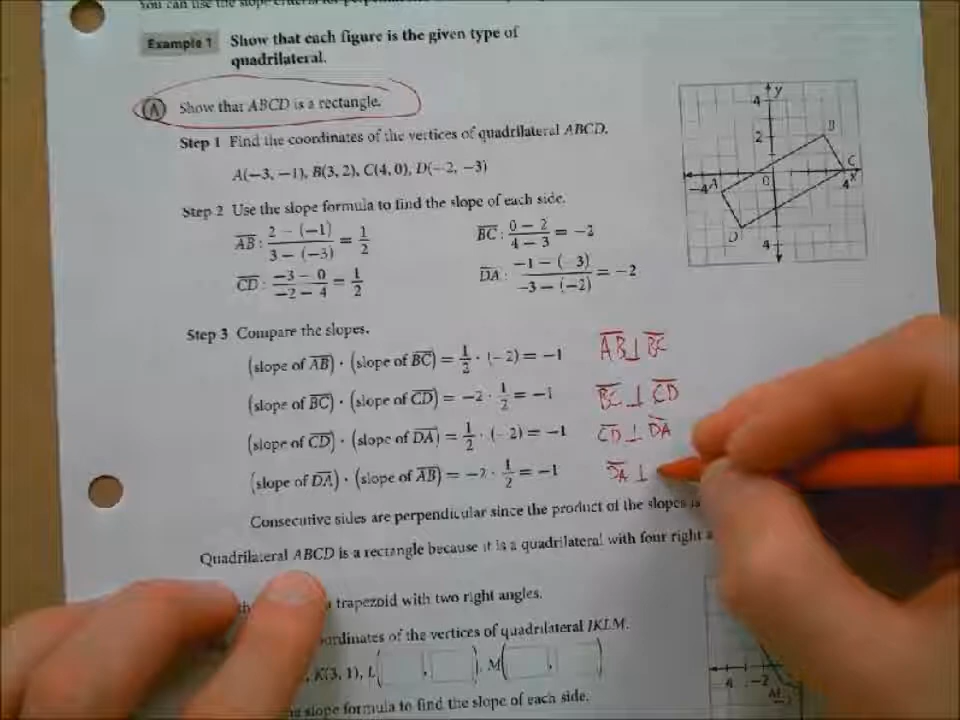 You can use the slope
Example 1 Show that each figure is the given type of
quadrilateral.
A Show that ABCD is a rectangle.
Step 1 Find the coordinates of the vertices of quadrilateral ABCD.
A(−3, −1), B(3, 2), C(4, 0), D(−2, −3)
Step 2 Use the slope formula to find the slope of each side.
AB : 2 − (−1) / 3 − (−3) = 1/2 BC : 0 − 2 / 4 − 3 = −2
CD : −3 − 0 / −2 − 4 = 1/2 DA : −1 − (−3) / −3 − (−2) = −2
Step 3 Compare the slopes.
(slope of AB) · (slope of BC) = 1/2 · (−2) = −1 AB ⊥ BC
(slope of BC) · (slope of CD) = −2 · 1/2 = −1 BC ⊥ CD
(slope of CD) · (slope of DA) = 1/2 · (−2) = −1 CD ⊥ DA
(slope of DA) · (slope of AB) = −2 · 1/2 = −1 DA ⊥
Consecutive sides are perpendicular since the product of the slopes is
Quadrilateral ABCD is a rectangle because it is a quadrilateral with four right
a trapezoid with two right angles.
ordinates of the vertices of quadrilateral JKLM.
K(3, 1), L( , ), M( , )
slope formula to find the slope of each side.
y
4
2
B
C
−4 A 0 4 x
D
4
−4 −2
M